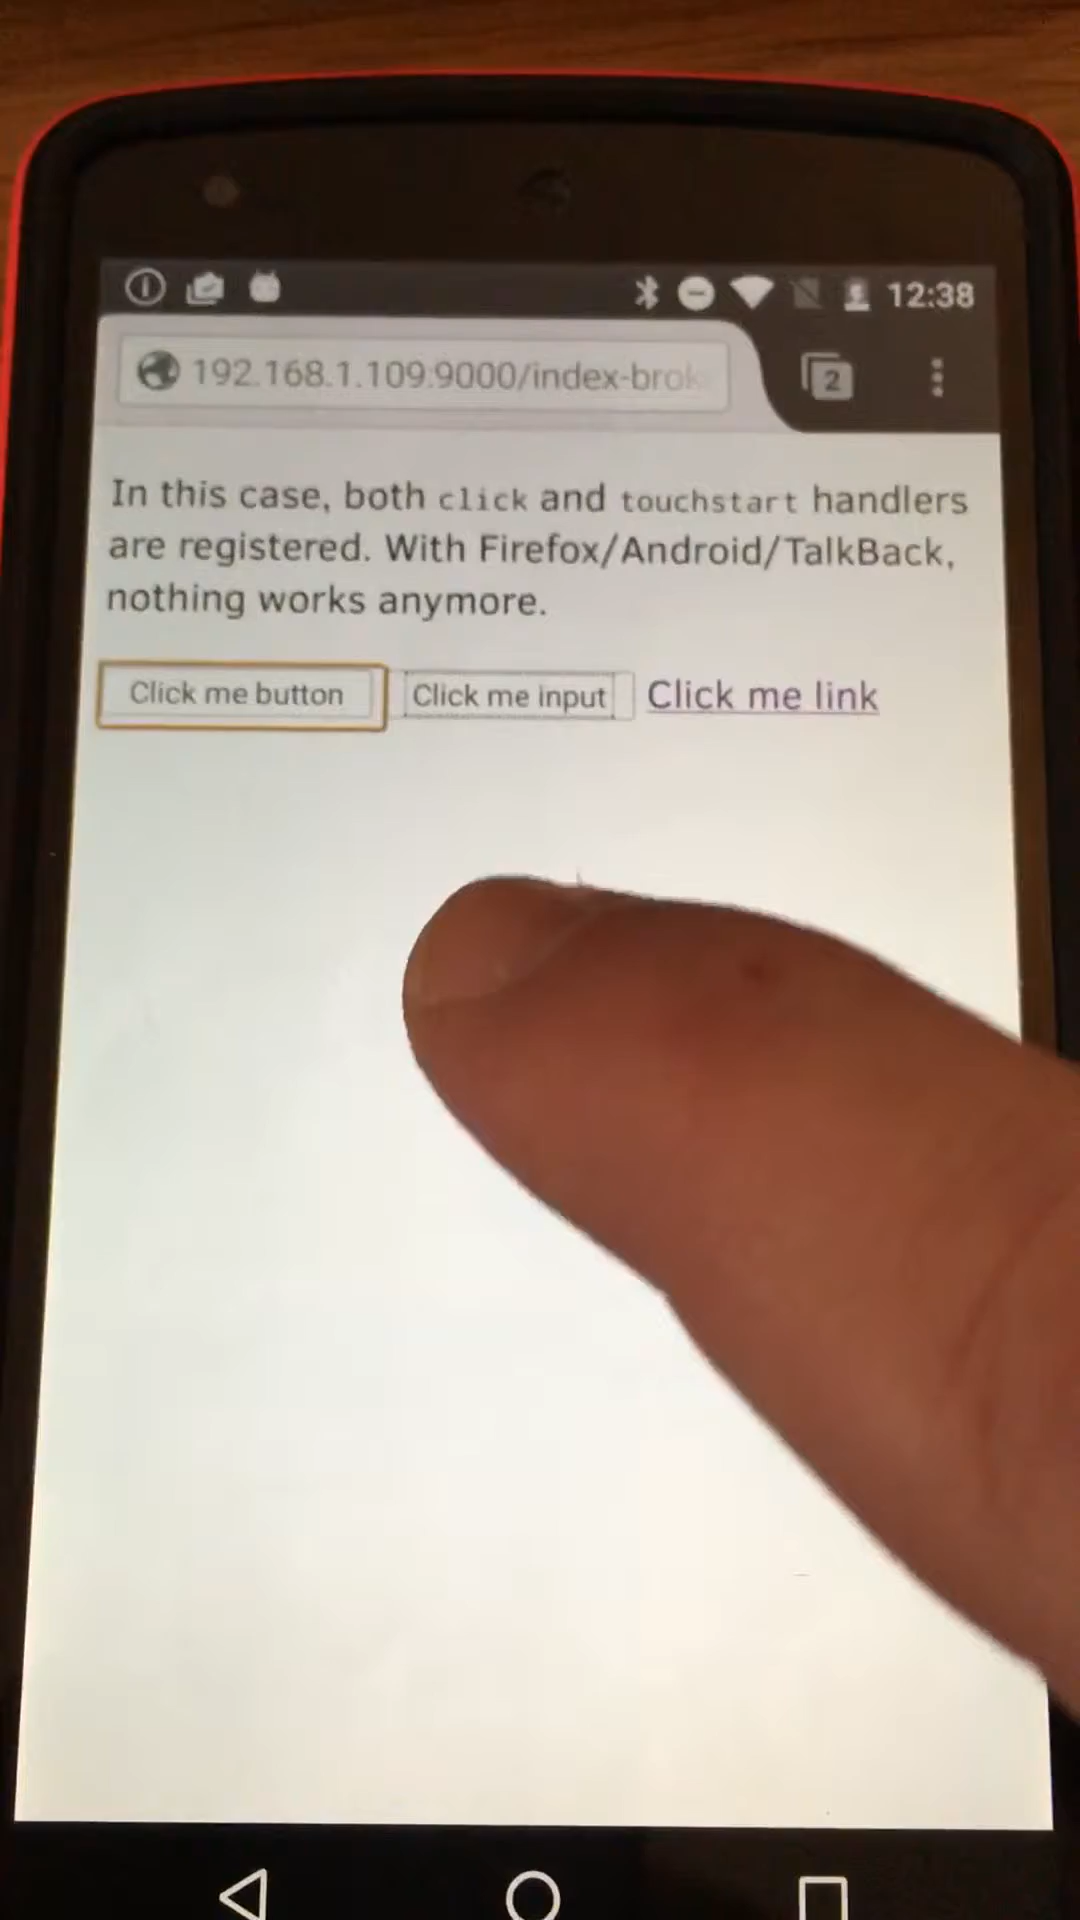 12:38
192.168.1.109:9000/index-brok
2
In this case, both click and touchstart handlers
are registered. With Firefox/Android/TalkBack,
nothing works anymore.
Click me button Click me input Click me link